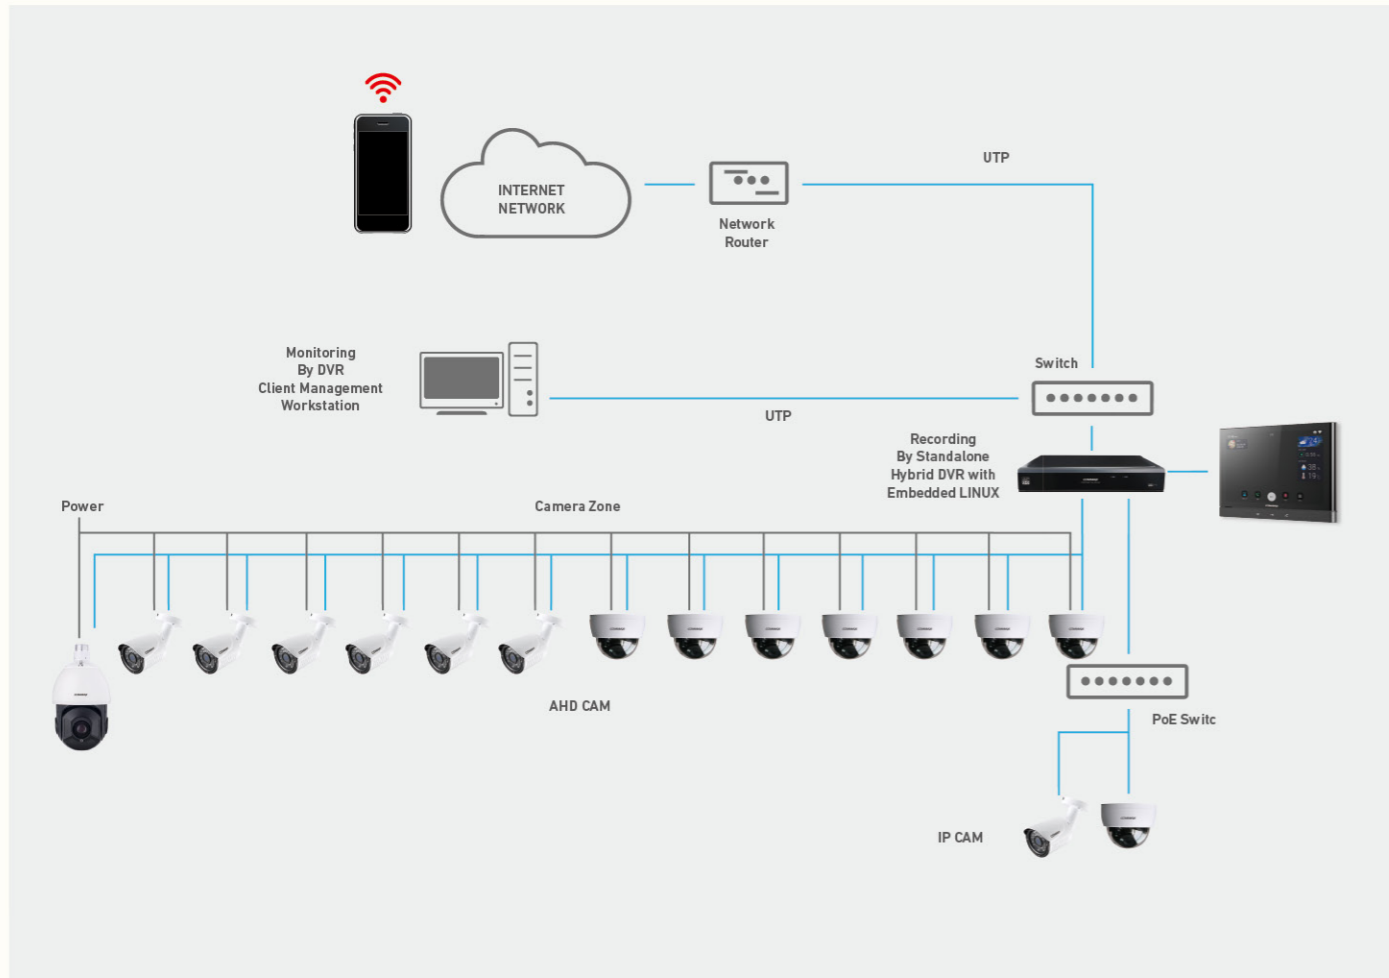 UTP
INTERNET
NETWORK
Network
Router
Monitoring
By DVR
Client Management
Workstation
Switch
UTP
Recording
By Standalone
Hybrid DVR with
Embedded LINUX
Power
Camera Zone
AHD CAM
PoE Switc
IP CAM